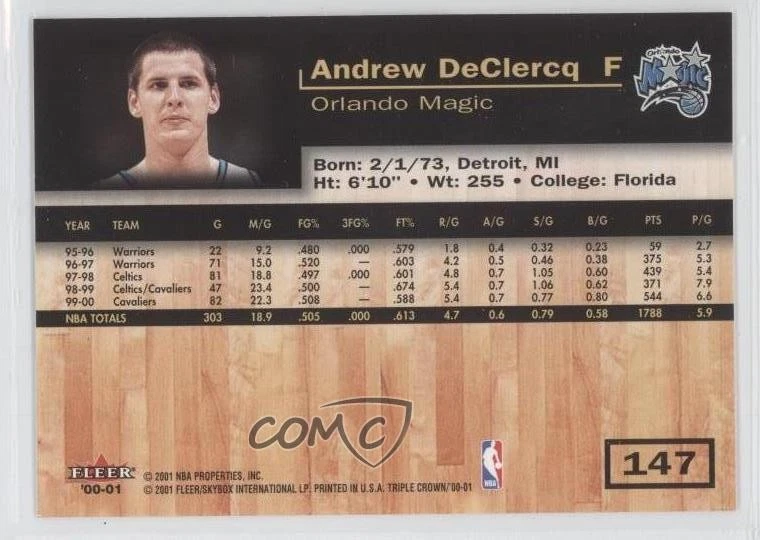 Andrew DeClercq F
Orlando Magic
Orlando
Magic
Born: 2/1/73, Detroit, MI
Ht: 6'10" • Wt: 255 • College: Florida
YEAR TEAM G M/G FG% 3FG% FT% R/G A/G S/G B/G PTS P/G
95-96 Warriors 22 9.2 .480 .000 .579 1.8 0.4 0.32 0.23 59 2.7
96-97 Warriors 71 15.0 .520 — .603 4.2 0.5 0.46 0.38 375 5.3
97-98 Celtics 81 18.8 .497 .000 .601 4.8 0.7 1.05 0.60 439 5.4
98-99 Celtics/Cavaliers 47 23.4 .500 — .674 5.4 0.7 1.06 0.62 371 7.9
99-00 Cavaliers 82 22.3 .508 — .588 5.4 0.7 0.77 0.80 544 6.6
NBA TOTALS 303 18.9 .505 .000 .613 4.7 0.6 0.79 0.58 1788 5.9
COMC
FLEER
'00-01
© 2001 NBA PROPERTIES, INC.
© 2001 FLEER/SKYBOX INTERNATIONAL LP. PRINTED IN U.S.A. TRIPLE CROWN/'00-01
NBA
147